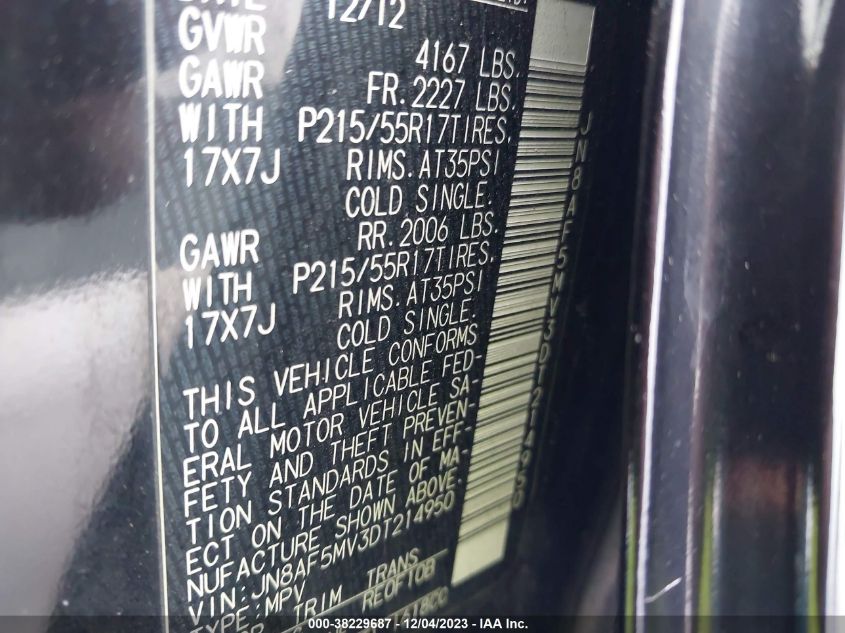 12/12
GVWR 4167 LBS.
GAWR FR. 2227 LBS.
WITH P215/55R17TIRES,
17X7J RIMS. AT35PSI
COLD SINGLE.
GAWR RR. 2006 LBS.
WITH P215/55R17TIRES,
17X7J RIMS. AT35PSI
COLD SINGLE.
THIS VEHICLE CONFORMS
TO ALL APPLICABLE FED-
ERAL MOTOR VEHICLE SA-
FETY AND THEFT PREVEN-
TION STANDARDS IN EFF-
ECT ON THE DATE OF MA-
NUFACTURE SHOWN ABOVE.
VIN:JN8AF5MV3DT214950
TYPE:MPV
TRIM TRANS
JN8AF5MV3DT214950
000-38229687 - 12/04/2023 - IAA Inc.